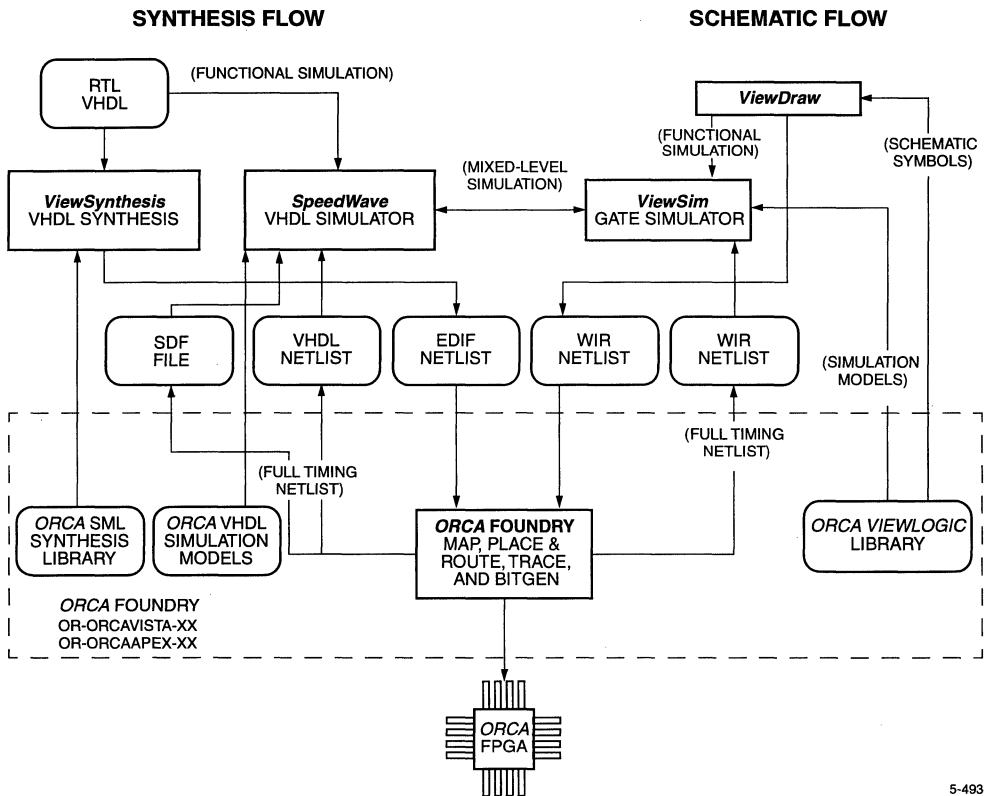 SYNTHESIS FLOW
SCHEMATIC FLOW
RTL
VHDL
(FUNCTIONAL SIMULATION)
ViewDraw
(FUNCTIONAL
SIMULATION)
(SCHEMATIC
SYMBOLS)
(MIXED-LEVEL
SIMULATION)
ViewSynthesis
VHDL SYNTHESIS
SpeedWave
VHDL SIMULATOR
ViewSim
GATE SIMULATOR
SDF
FILE
VHDL
NETLIST
EDIF
NETLIST
WIR
NETLIST
WIR
NETLIST
(SIMULATION
MODELS)
(FULL TIMING
NETLIST)
(FULL TIMING
NETLIST)
ORCA SML
SYNTHESIS
LIBRARY
ORCA VHDL
SIMULATION
MODELS
ORCA FOUNDRY
MAP, PLACE &
ROUTE, TRACE,
AND BITGEN
ORCA VIEWLOGIC
LIBRARY
ORCA FOUNDRY
OR-ORCAVISTA-XX
OR-ORCAAPEX-XX
ORCA
FPGA
5-493